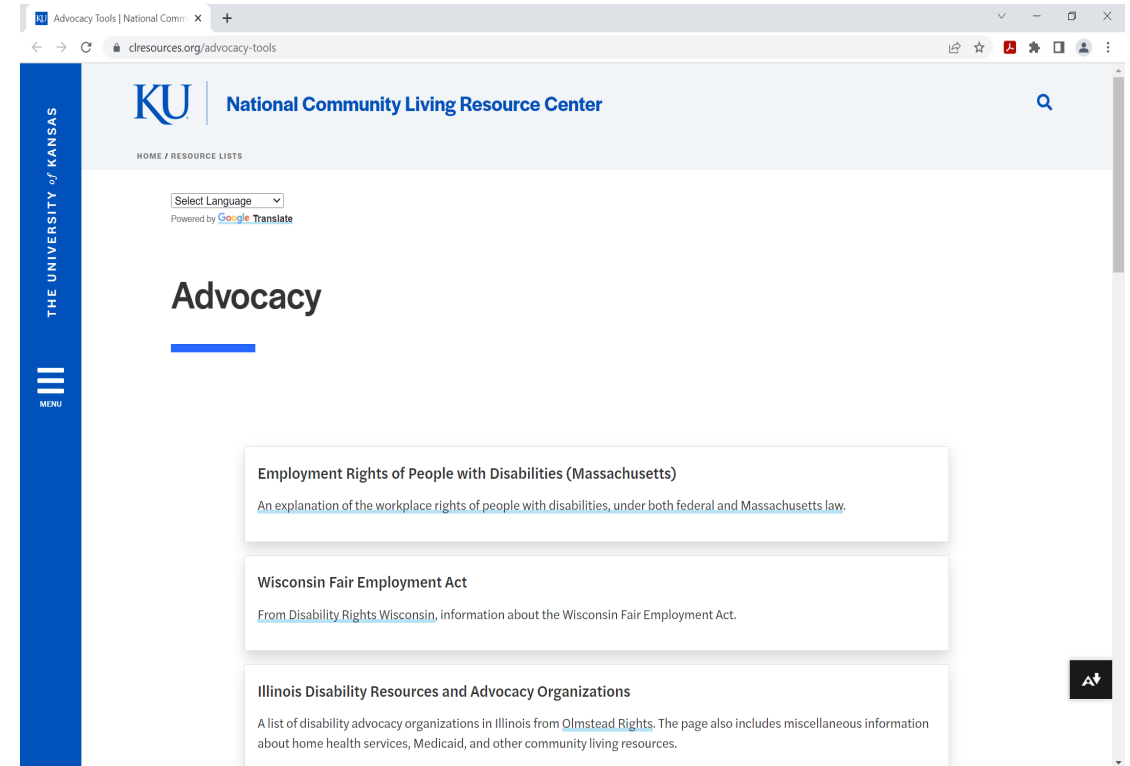 KU Advocacy Tools | National Comm
clresources.org/advocacy-tools
THE UNIVERSITY of KANSAS
MENU
KU National Community Living Resource Center
HOME / RESOURCE LISTS
Select Language
Powered by Google Translate
Advocacy
Employment Rights of People with Disabilities (Massachusetts)
An explanation of the workplace rights of people with disabilities, under both federal and Massachusetts law.
Wisconsin Fair Employment Act
From Disability Rights Wisconsin, information about the Wisconsin Fair Employment Act.
Illinois Disability Resources and Advocacy Organizations
A list of disability advocacy organizations in Illinois from Olmstead Rights. The page also includes miscellaneous information
about home health services, Medicaid, and other community living resources.